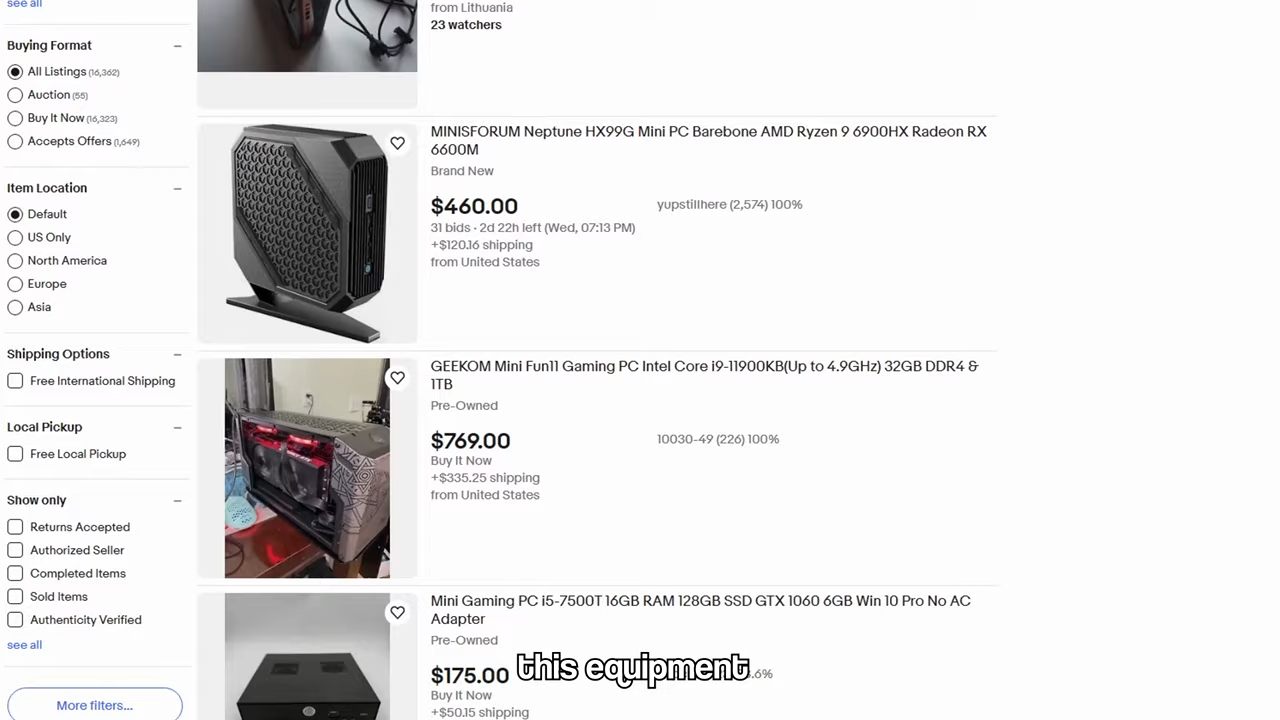 see all
Buying Format
All Listings (16,362)
Auction (55)
Buy It Now (16,323)
Accepts Offers (1,649)
Item Location
Default
US Only
North America
Europe
Asia
Shipping Options
Free International Shipping
Local Pickup
Free Local Pickup
Show only
Returns Accepted
Authorized Seller
Completed Items
Sold Items
Authenticity Verified
see all
More filters...
from Lithuania
23 watchers
MINISFORUM Neptune HX99G Mini PC Barebone AMD Ryzen 9 6900HX Radeon RX
6600M
Brand New
$460.00
yupstillhere (2,574) 100%
31 bids · 2d 22h left (Wed, 07:13 PM)
+$120.16 shipping
from United States
GEEKOM Mini Fun11 Gaming PC Intel Core i9-11900KB(Up to 4.9GHz) 32GB DDR4 &
1TB
Pre-Owned
$769.00
10030-49 (226) 100%
Buy It Now
+$335.25 shipping
from United States
Mini Gaming PC i5-7500T 16GB RAM 128GB SSD GTX 1060 6GB Win 10 Pro No AC
Adapter
Pre-Owned
$175.00
Buy It Now
+$50.15 shipping
this equipment